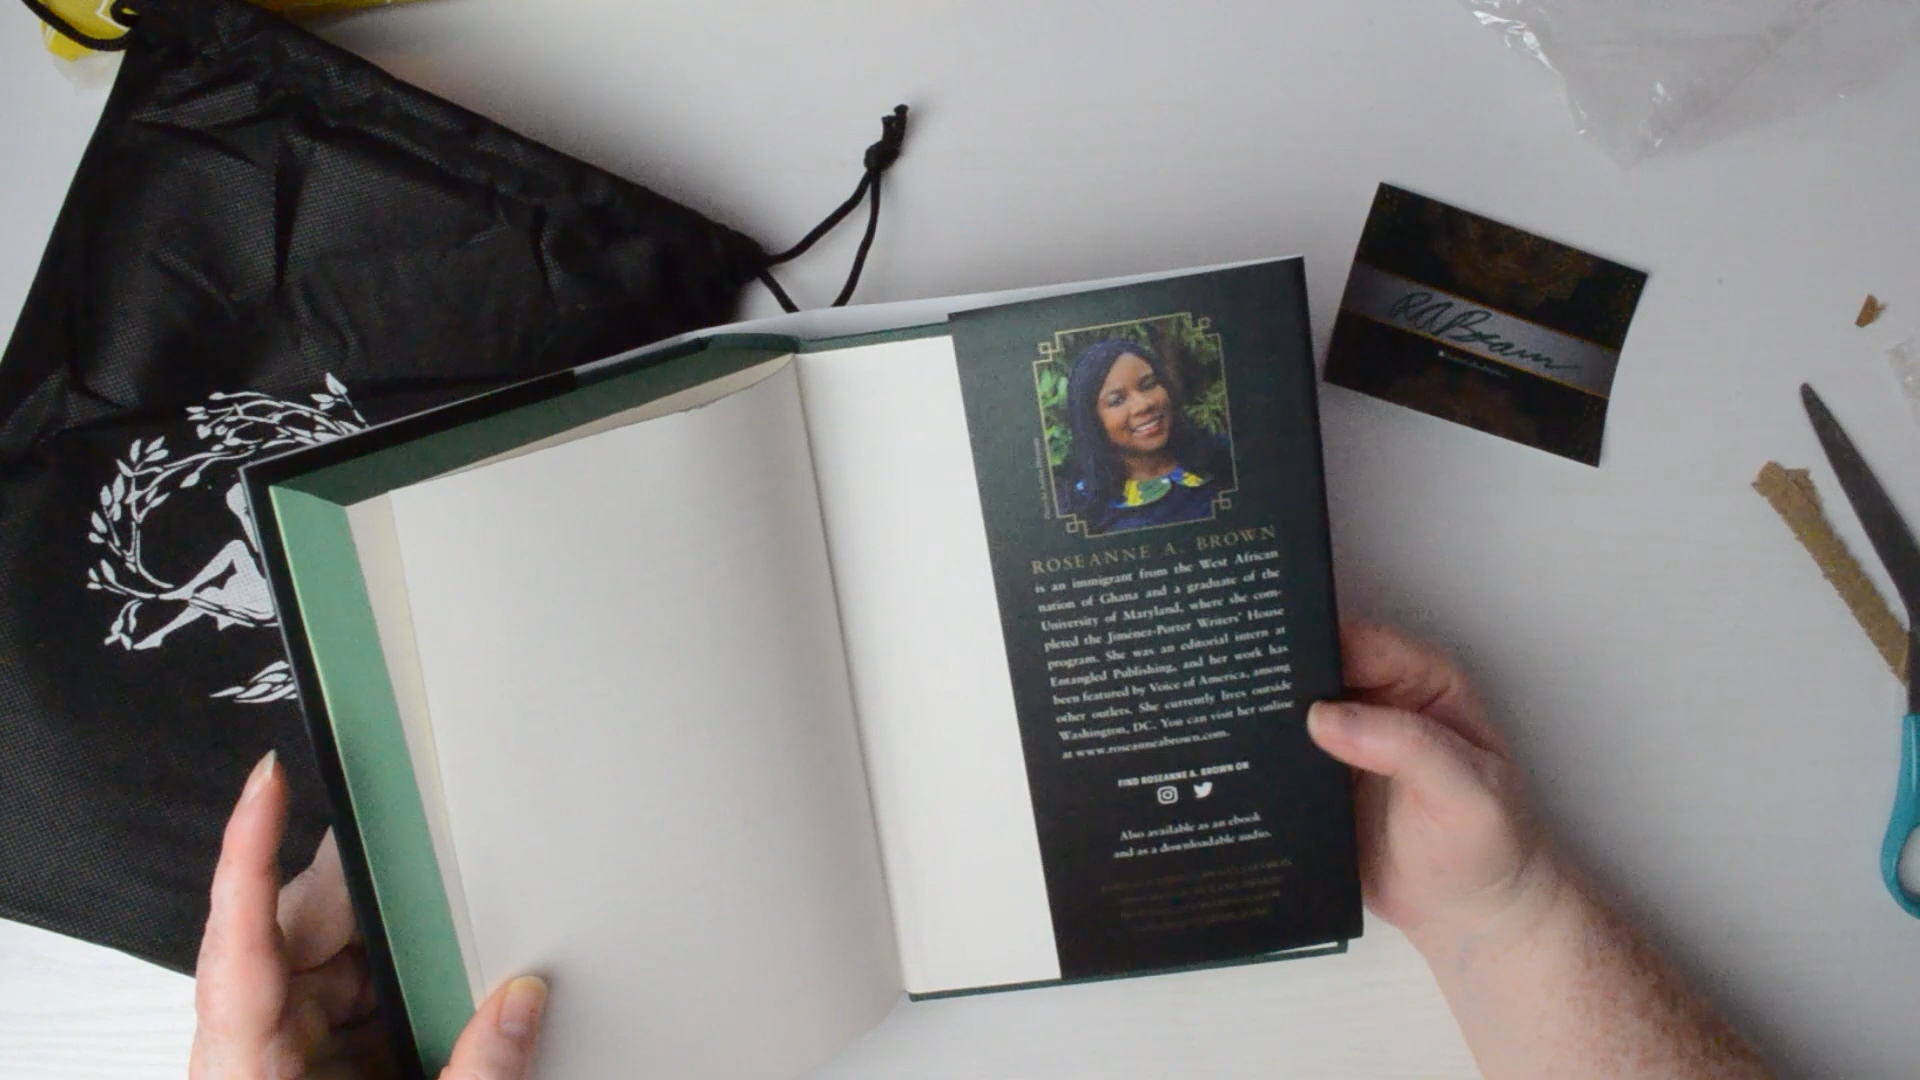 ROSEANNE A. BROWN
is an immigrant from the West African
nation of Ghana and a graduate of the
University of Maryland, where she com-
pleted the Jiménez-Porter Writers' House
program. She was an editorial intern at
Entangled Publishing, and her work has
been featured by Voice of America, among
other outlets. She currently lives outside
Washington, DC. You can visit her online
at www.roseanneabrown.com.
FIND ROSEANNE A. BROWN ON
Also available as an ebook
and as a downloadable audio.